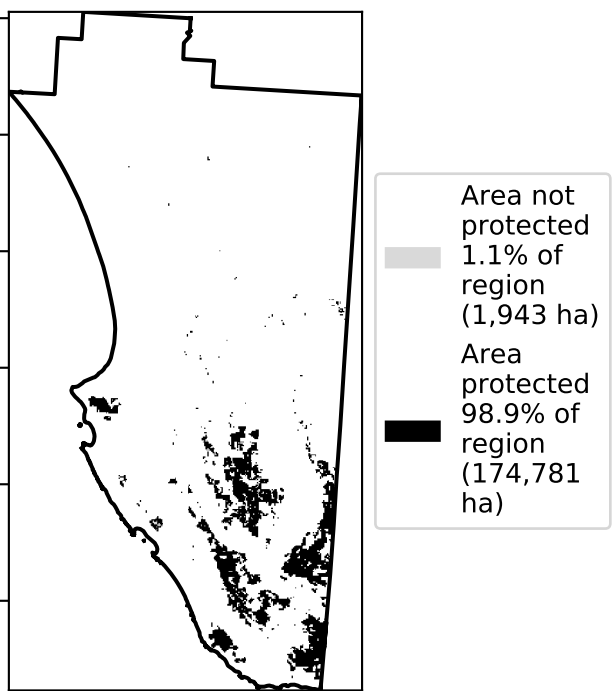 Area not
protected
1.1% of
region
(1,943 ha)
Area
protected
98.9% of
region
(174,781
ha)